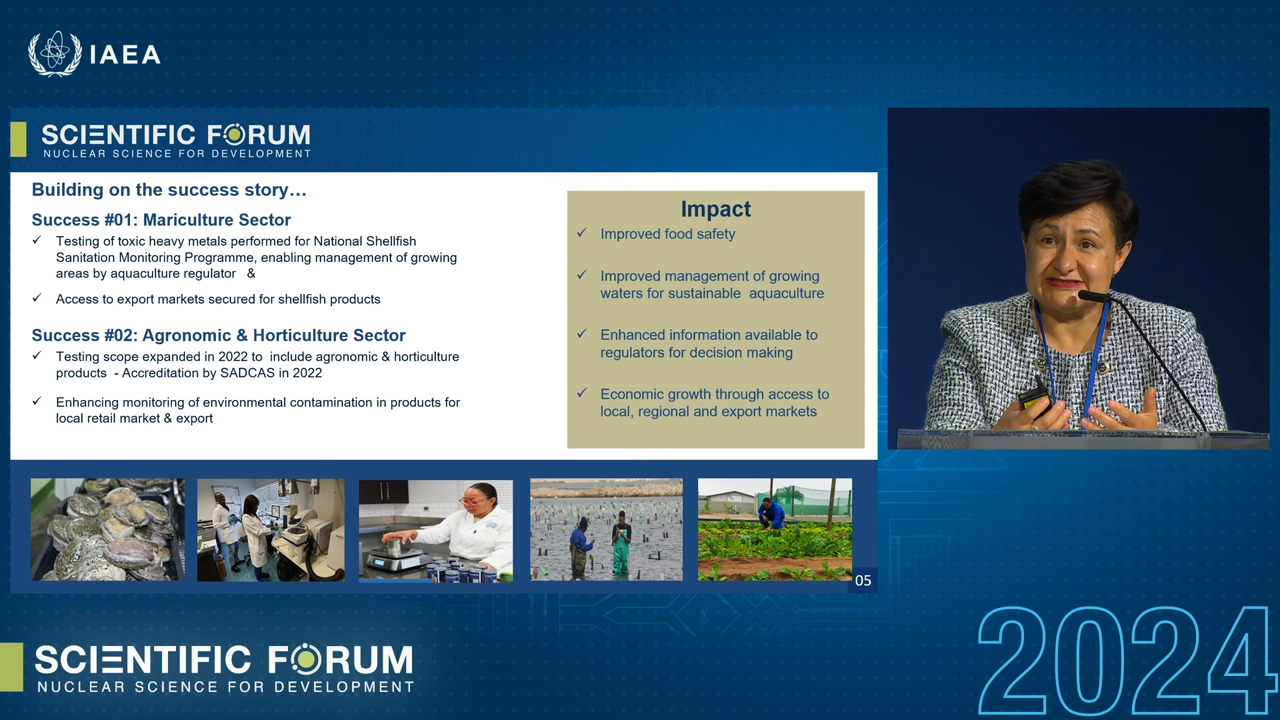 IAEA
SCIENTIFIC FORUM
NUCLEAR SCIENCE FOR DEVELOPMENT
Building on the success story…
Success #01: Mariculture Sector
✓ Testing of toxic heavy metals performed for National Shellfish
Sanitation Monitoring Programme, enabling management of growing
areas by aquaculture regulator &
✓ Access to export markets secured for shellfish products
Success #02: Agronomic & Horticulture Sector
✓ Testing scope expanded in 2022 to include agronomic & horticulture
products - Accreditation by SADCAS in 2022
✓ Enhancing monitoring of environmental contamination in products for
local retail market & export
Impact
✓ Improved food safety
✓ Improved management of growing
waters for sustainable aquaculture
✓ Enhanced information available to
regulators for decision making
✓ Economic growth through access to
local, regional and export markets
05
SCIENTIFIC FORUM
NUCLEAR SCIENCE FOR DEVELOPMENT
2024